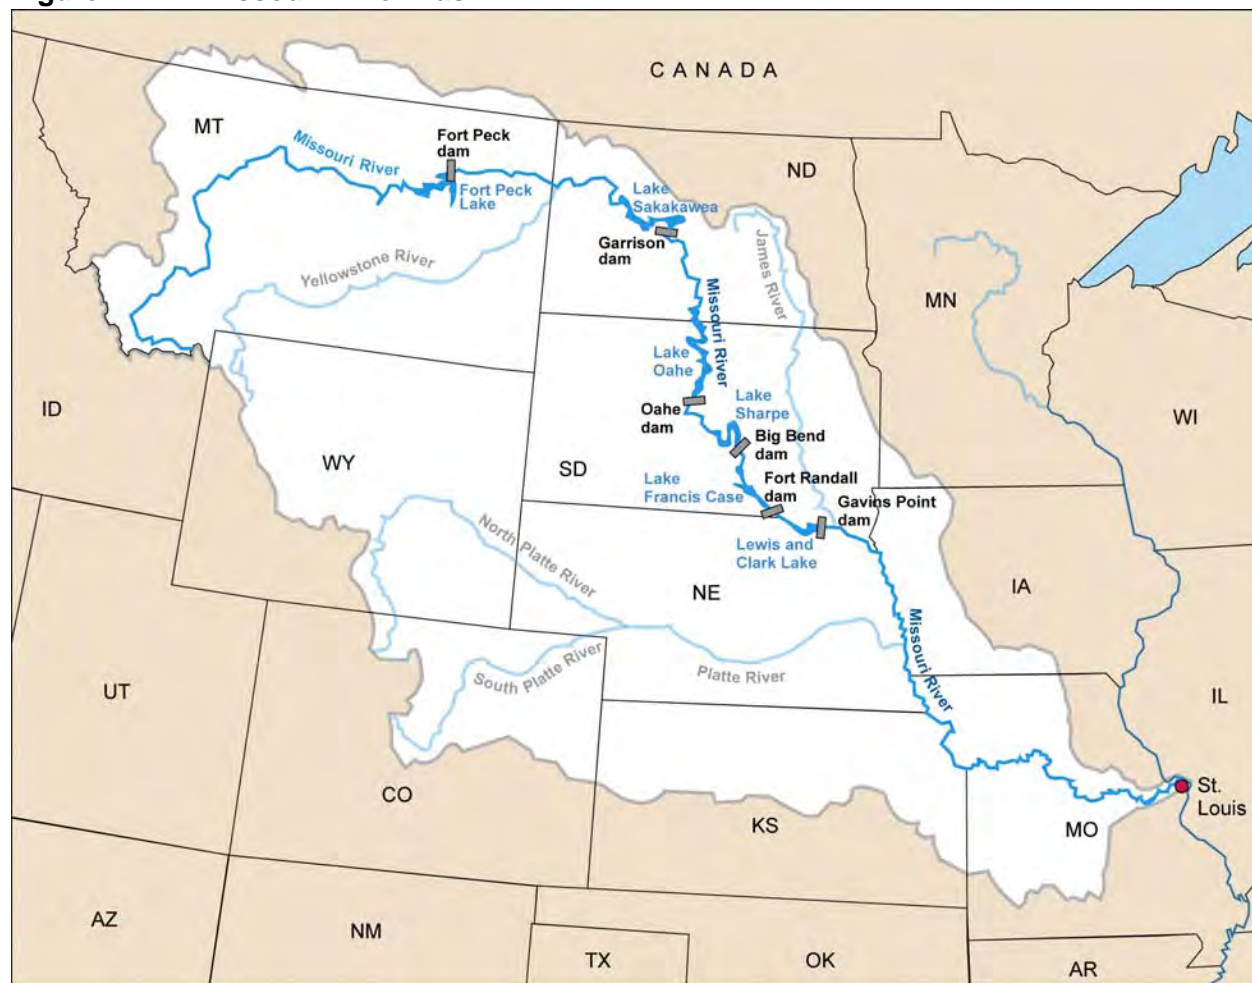 CANADA
MT
Missouri River
Fort Peck
dam
Fort Peck
Lake
ND
Lake
Sakakawea
Garrison
dam
Yellowstone River
James River
Missouri River
MN
Lake
Oahe
Lake
Sharpe
Oahe
dam
ID
WI
Big Bend
dam
WY
SD
Lake
Francis Case
Fort Randall
dam
Gavins Point
dam
North Platte River
Lewis and
Clark Lake
NE
IA
Missouri River
South Platte River
Platte River
UT
IL
CO
KS
MO
St.
Louis
AZ
NM
TX
OK
AR